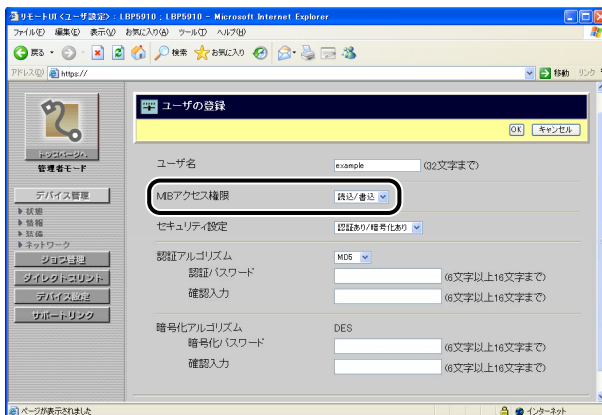 リモートUI <ユーザ設定> : LBP5910 ; LBP5910 - Microsoft Internet Explorer
ファイル(F) 編集(E) 表示(V) お気に入り(A) ツール(T) ヘルプ(H)
戻る 検索 お気に入り
アドレス(D) https:// 移動 リンク
ユーザの登録
OK キャンセル
トップページへ
管理者モード
デバイス管理
状態
情報
ネットワーク
ジョブ管理
ダイレクトプリント
デバイス設定
サポートリンク
ユーザ名 example (32文字まで)
MIBアクセス権限 読込/書込
セキュリティ設定 認証あり/暗号化あり
認証アルゴリズム MD5
認証パスワード (6文字以上16文字まで)
確認入力 (6文字以上16文字まで)
暗号化アルゴリズム DES
暗号化パスワード (6文字以上16文字まで)
確認入力 (6文字以上16文字まで)
ページが表示されました インターネット